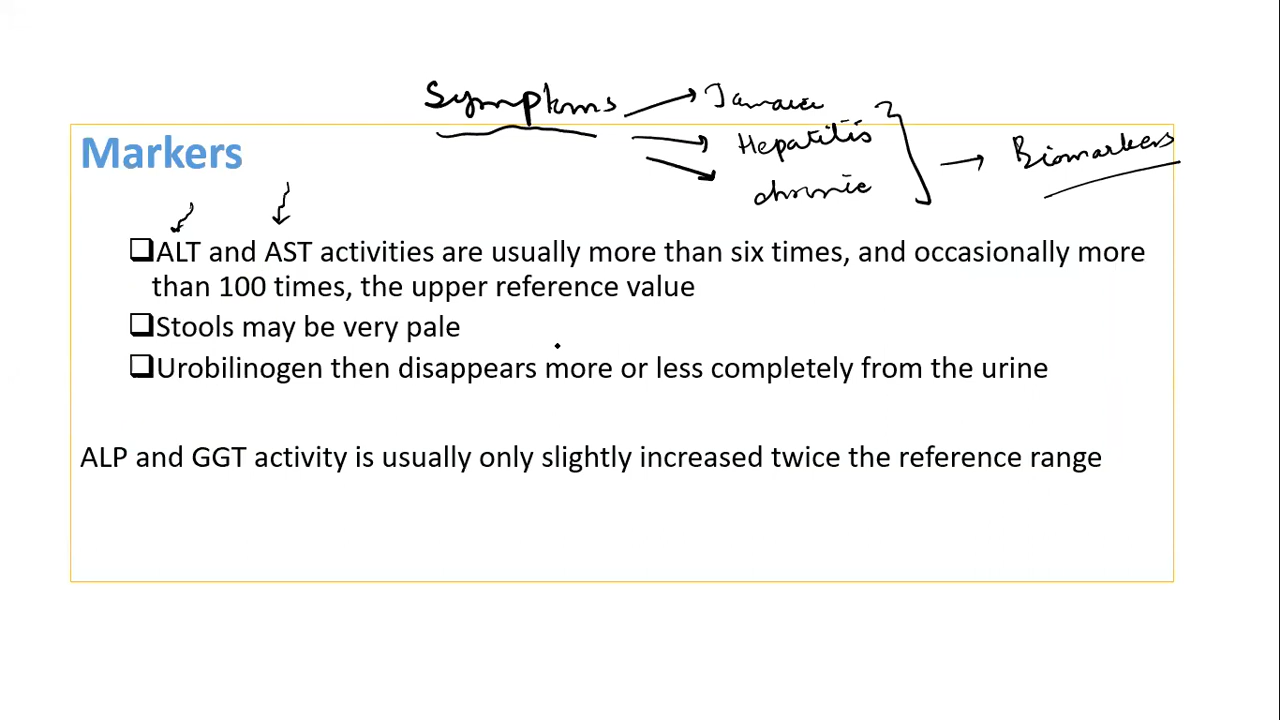 Symptoms → Jamaice
Hepatitis → Biomarkers
chronic
Markers
❑ALT and AST activities are usually more than six times, and occasionally more
than 100 times, the upper reference value
❑Stools may be very pale
❑Urobilinogen then disappears more or less completely from the urine
ALP and GGT activity is usually only slightly increased twice the reference range